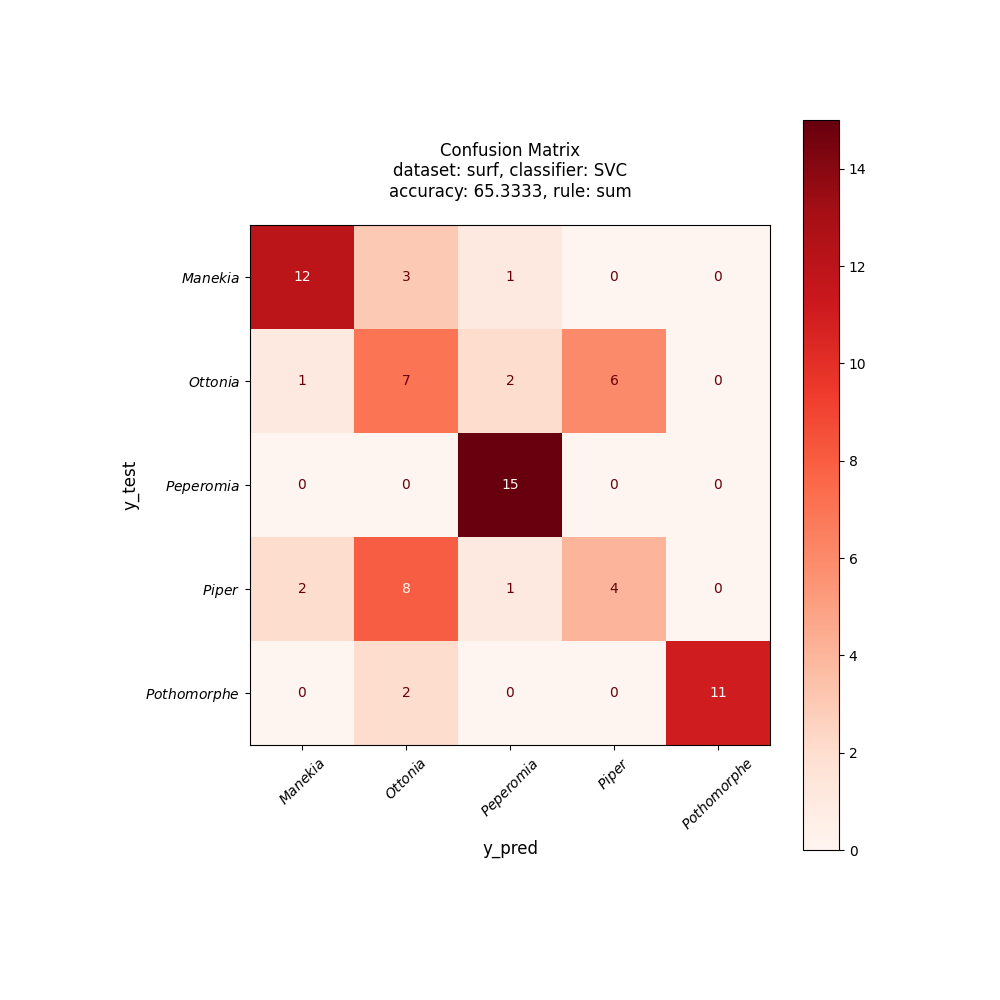 Confusion Matrix
dataset: surf, classifier: SVC
accuracy: 65.3333, rule: sum
Manekia 12 3 1 0 0
Ottonia 1 7 2 6 0
Peperomia 0 0 15 0 0
Piper 2 8 1 4 0
Pothomorphe 0 2 0 0 11
Manekia Ottonia Peperomia Piper Pothomorphe
y_pred
y_test
14
12
10
8
6
4
2
0